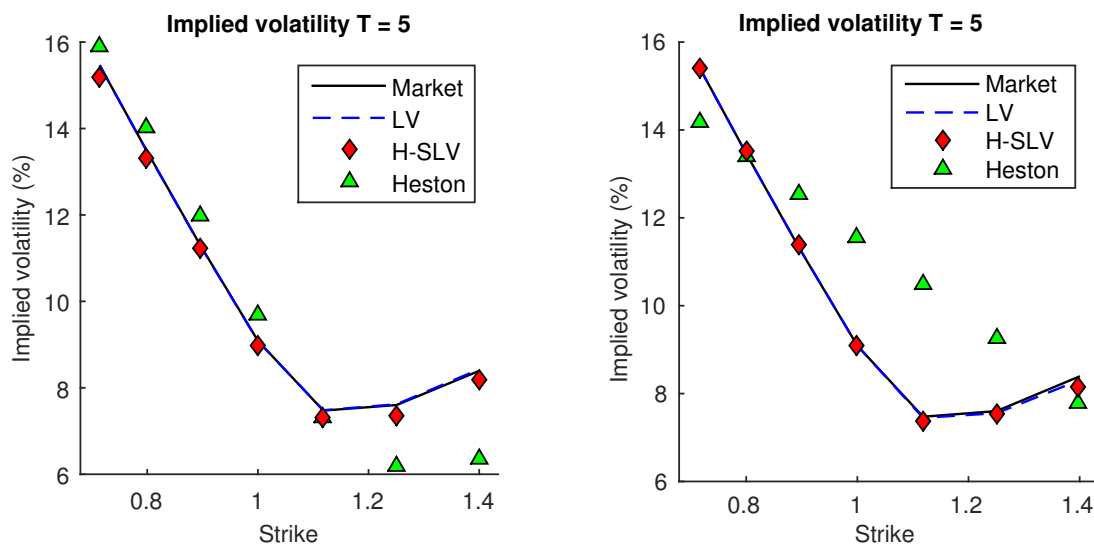 Implied volatility T = 5
Implied volatility (%)
16
14
12
10
8
6
0.8
1
1.2
1.4
Strike
Market
LV
H-SLV
Heston
Implied volatility T = 5
Implied volatility (%)
16
14
12
10
8
6
0.8
1
1.2
1.4
Strike
Market
LV
H-SLV
Heston